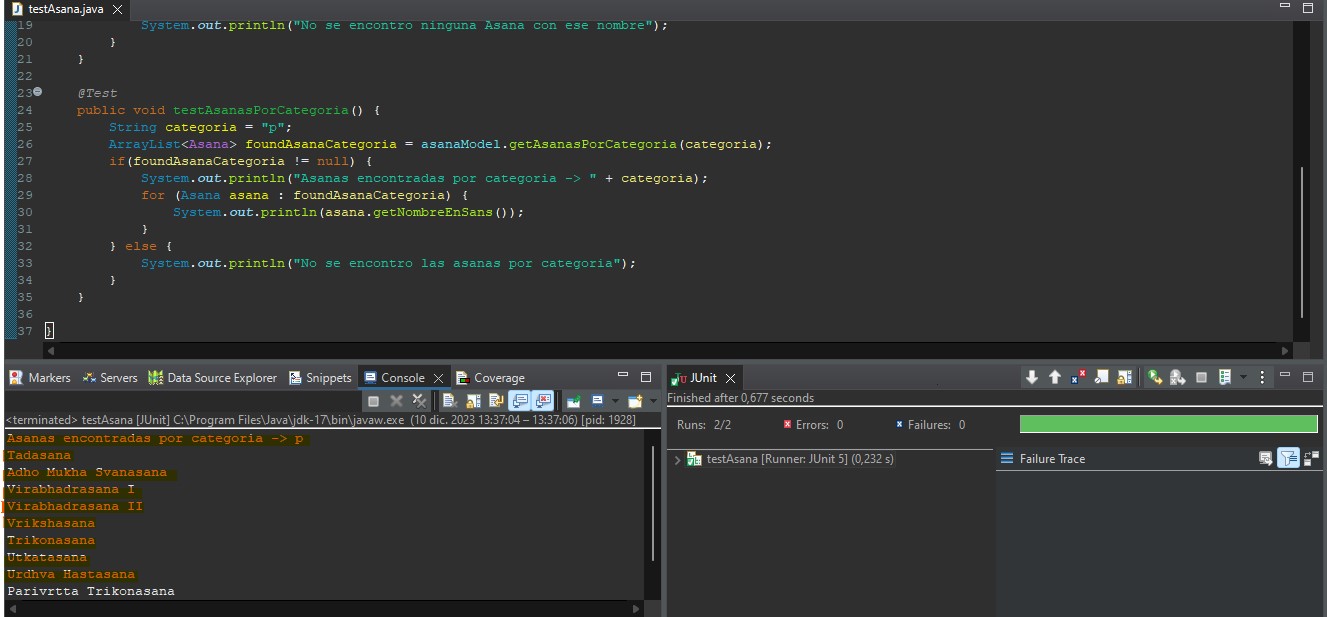 testAsana.java
19 System.out.println("No se encontro ninguna Asana con ese nombre");
20 }
21 }
22
23 @Test
24 public void testAsanasPorCategoria() {
25 String categoria = "p";
26 ArrayList<Asana> foundAsanaCategoria = asanaModel.getAsanasPorCategoria(categoria);
27 if(foundAsanaCategoria != null) {
28 System.out.println("Asanas encontradas por categoria -> " + categoria);
29 for (Asana asana : foundAsanaCategoria) {
30 System.out.println(asana.getNombreEnSans());
31 }
32 } else {
33 System.out.println("No se encontro las asanas por categoria");
34 }
35 }
36
37 }
Markers Servers Data Source Explorer Snippets Console Coverage
<terminated> testAsana [JUnit] C:\Program Files\Java\jdk-17\bin\javaw.exe (10 dic. 2023 13:37:04 – 13:37:06) [pid: 1928]
Asanas encontradas por categoria -> p
Tadasana
Adho Mukha Svanasana
Virabhadrasana I
Virabhadrasana II
Vrikshasana
Trikonasana
Utkatasana
Urdhva Hastasana
Parivrtta Trikonasana
JUnit
Finished after 0,677 seconds
Runs: 2/2 Errors: 0 Failures: 0
testAsana [Runner: JUnit 5] (0,232 s)
Failure Trace